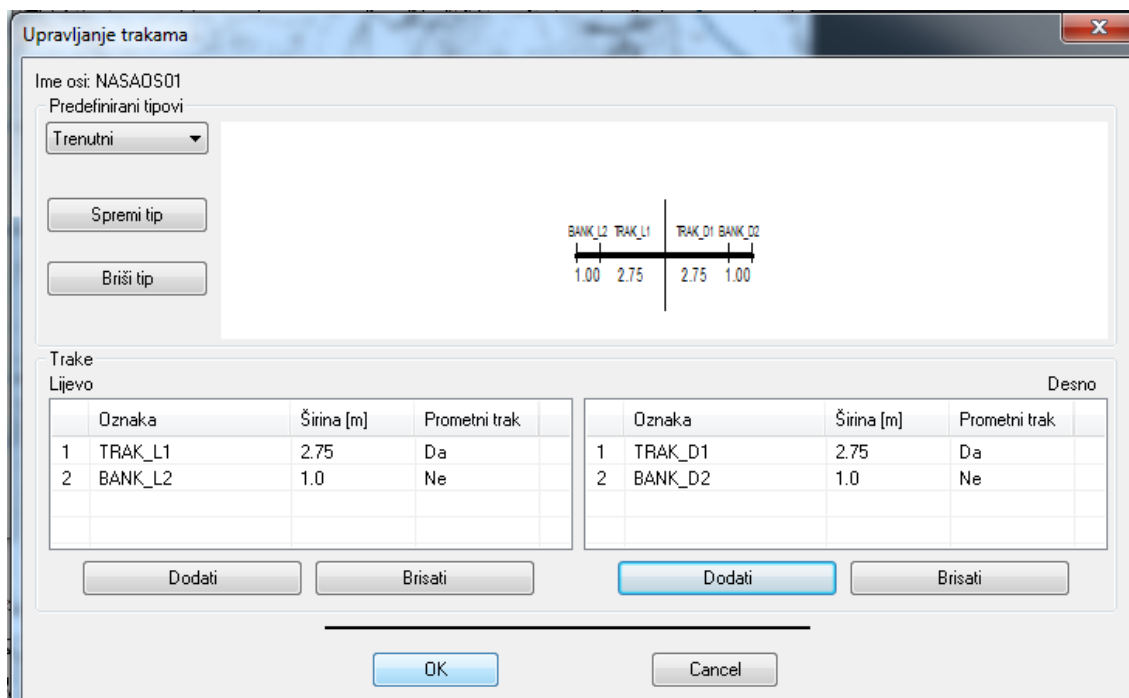 Upravljanje trakama
Ime osi: NASAOS01
Predefinirani tipovi
Trenutni
Spremi tip
Briši tip
BANK_L2 TRAK_L1 TRAK_D1 BANK_D2
1.00 2.75 2.75 1.00
Trake
Lijevo Desno
Oznaka Širina [m] Prometni trak Oznaka Širina [m] Prometni trak
1 TRAK_L1 2.75 Da 1 TRAK_D1 2.75 Da
2 BANK_L2 1.0 Ne 2 BANK_D2 1.0 Ne
Dodati Brisati Dodati Brisati
OK Cancel